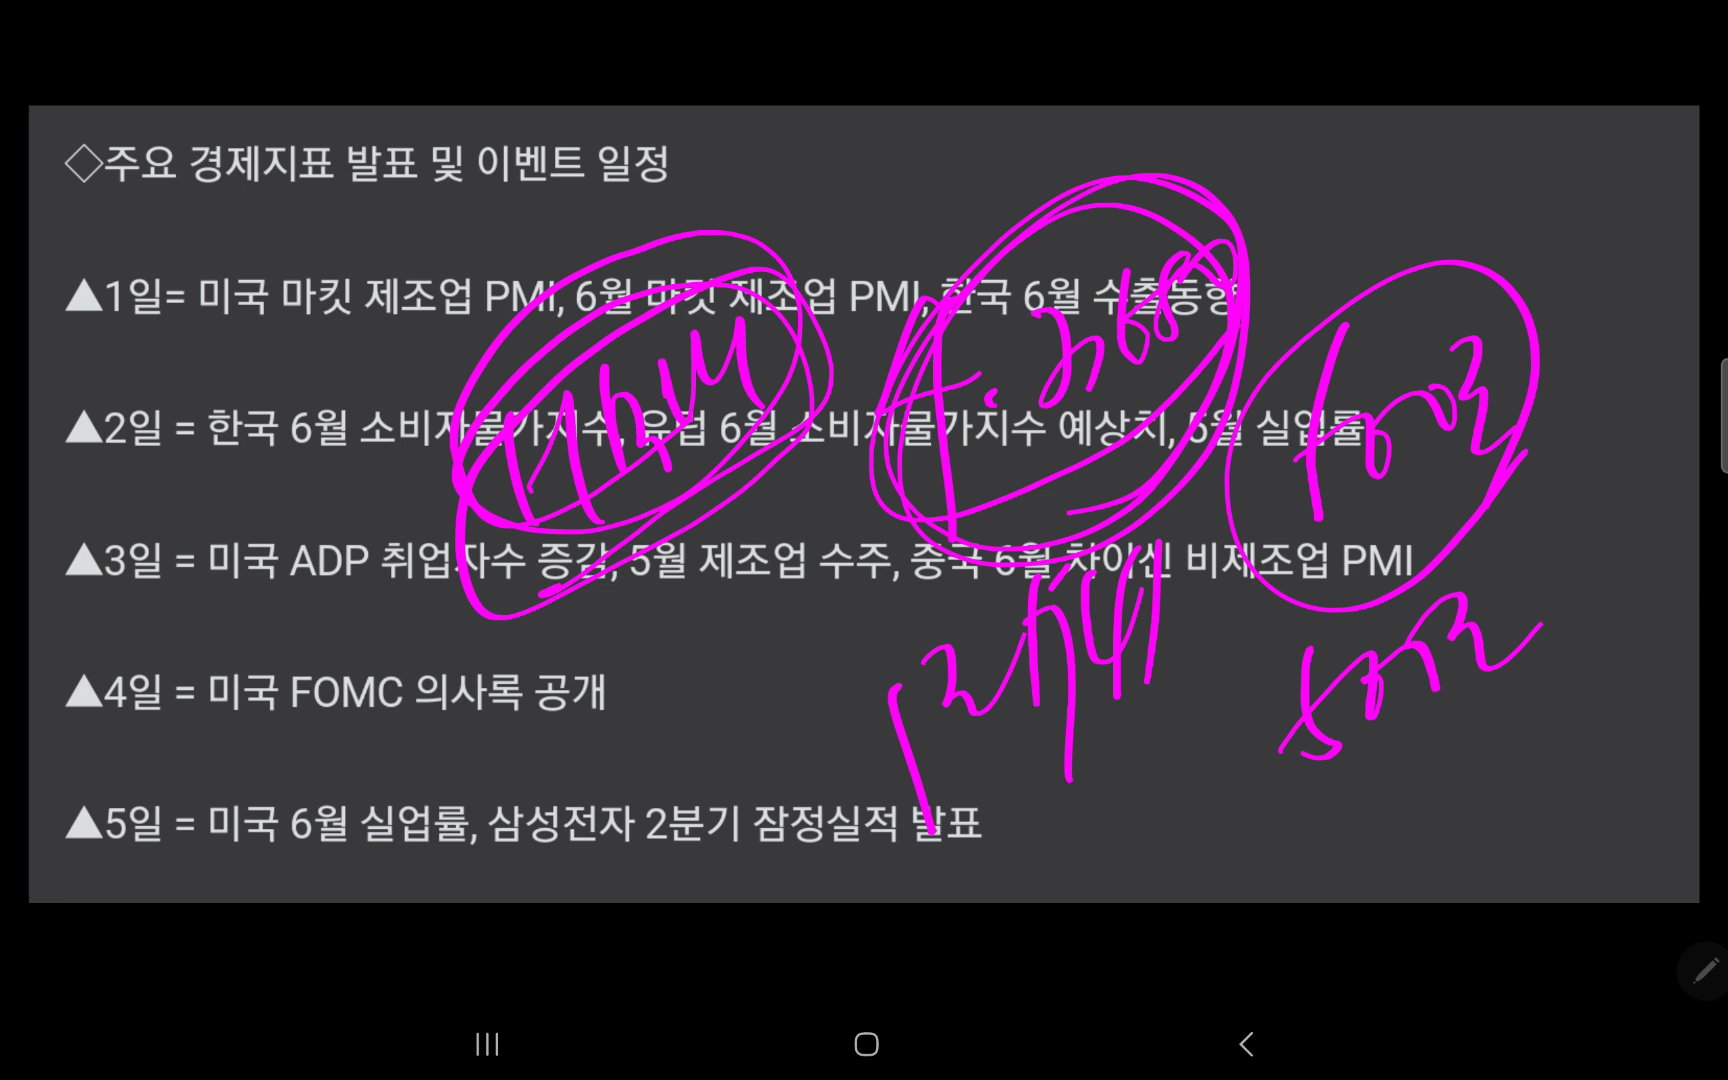 ◇주요 경제지표 발표 및 이벤트 일정
▲1일= 미국 마킷 제조업 PMI, 6월 마킷 제조업 PMI, 한국 6월 수출동향
▲2일 = 한국 6월 소비자물가지수, 유럽 6월 소비자물가지수 예상치, 5월 실업률
▲3일 = 미국 ADP 취업자수 증감, 5월 제조업 수주, 중국 6월 차이신 비제조업 PMI
▲4일 = 미국 FOMC 의사록 공개
▲5일 = 미국 6월 실업률, 삼성전자 2분기 잠정실적 발표